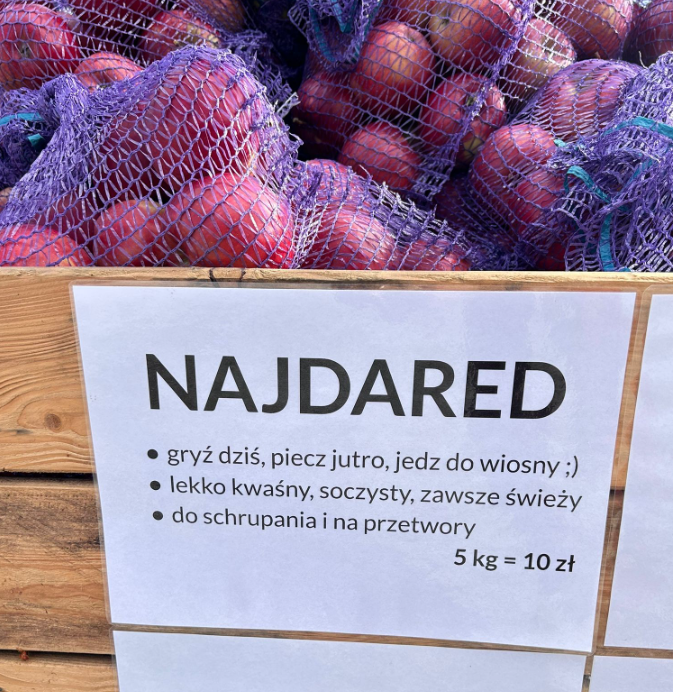 NAJDARED
• gryź dziś, piecz jutro, jedz do wiosny ;)
• lekko kwaśny, soczysty, zawsze świeży
• do schrupania i na przetwory
5 kg = 10 zł